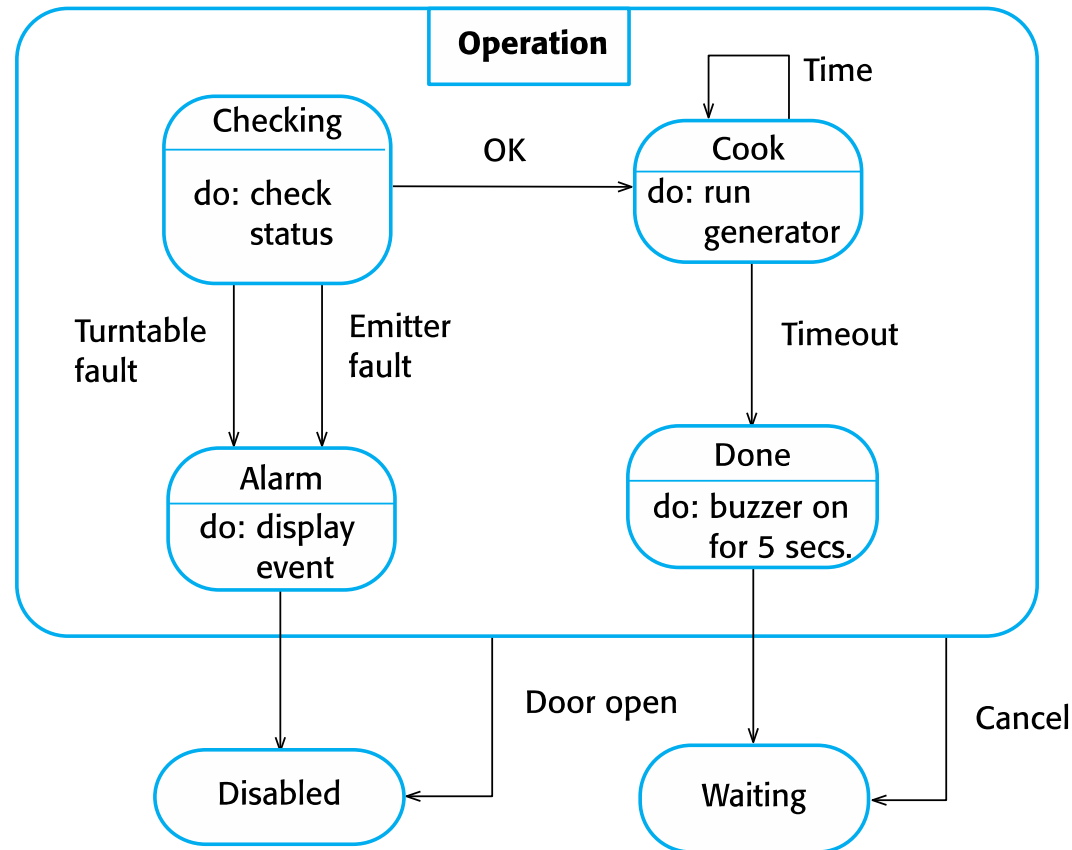 Operation
Time
Checking
OK
Cook
do: check
status
do: run
generator
Turntable
fault
Emitter
fault
Timeout
Alarm
do: display
event
Done
do: buzzer on
for 5 secs.
Door open
Cancel
Disabled
Waiting